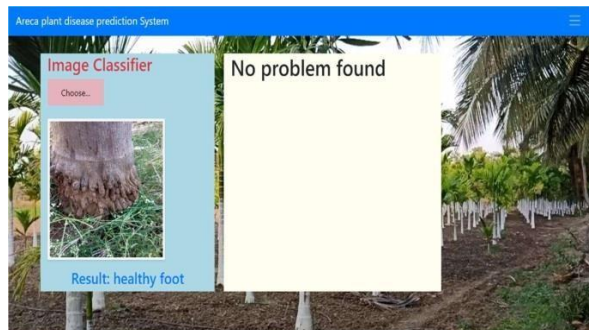 Areca plant disease prediction System
Image Classifier
Choose...
Result: healthy foot
No problem found